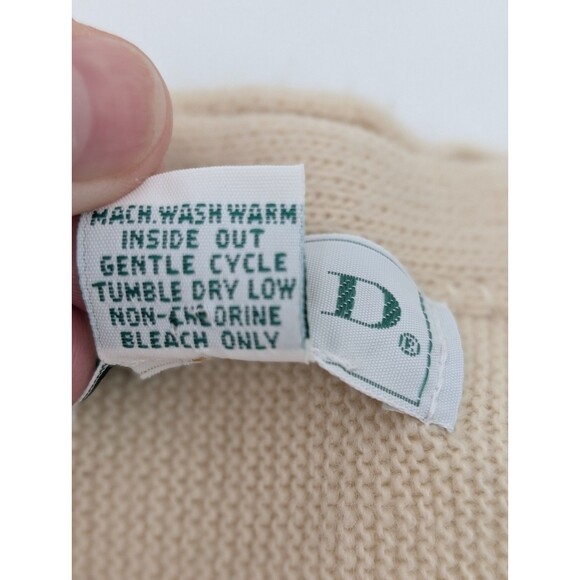 MACH.WASH WARM
INSIDE OUT
GENTLE CYCLE
TUMBLE DRY LOW
NON-CHLORINE
BLEACH ONLY
D®